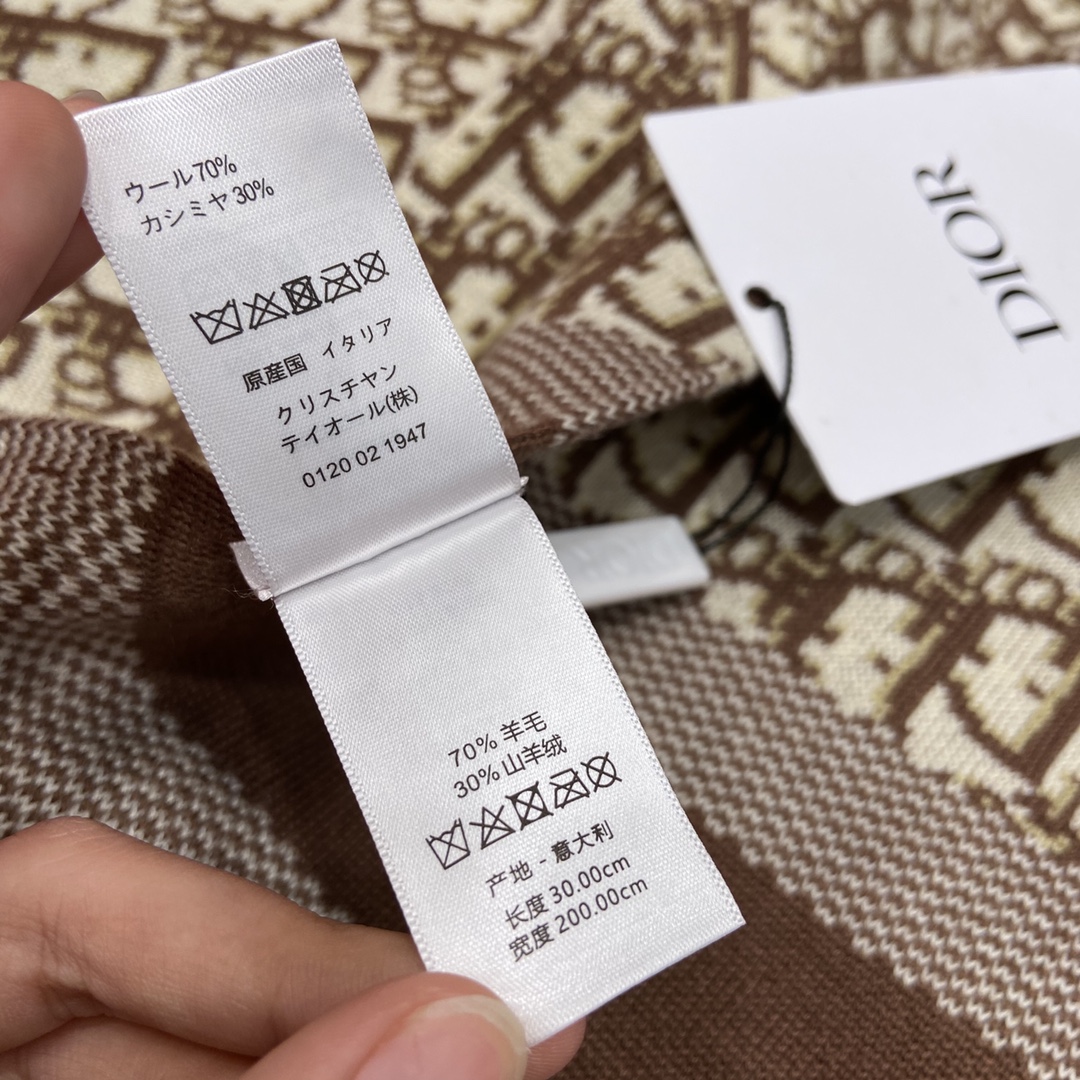 ウール70%
カシミヤ30%
原産国 イタリア
クリスチャン
テイオール(株)
0120 02 1947
70% 羊毛
30% 山羊绒
产地 - 意大利
长度 30.00cm
宽度 200.00cm
DIOR